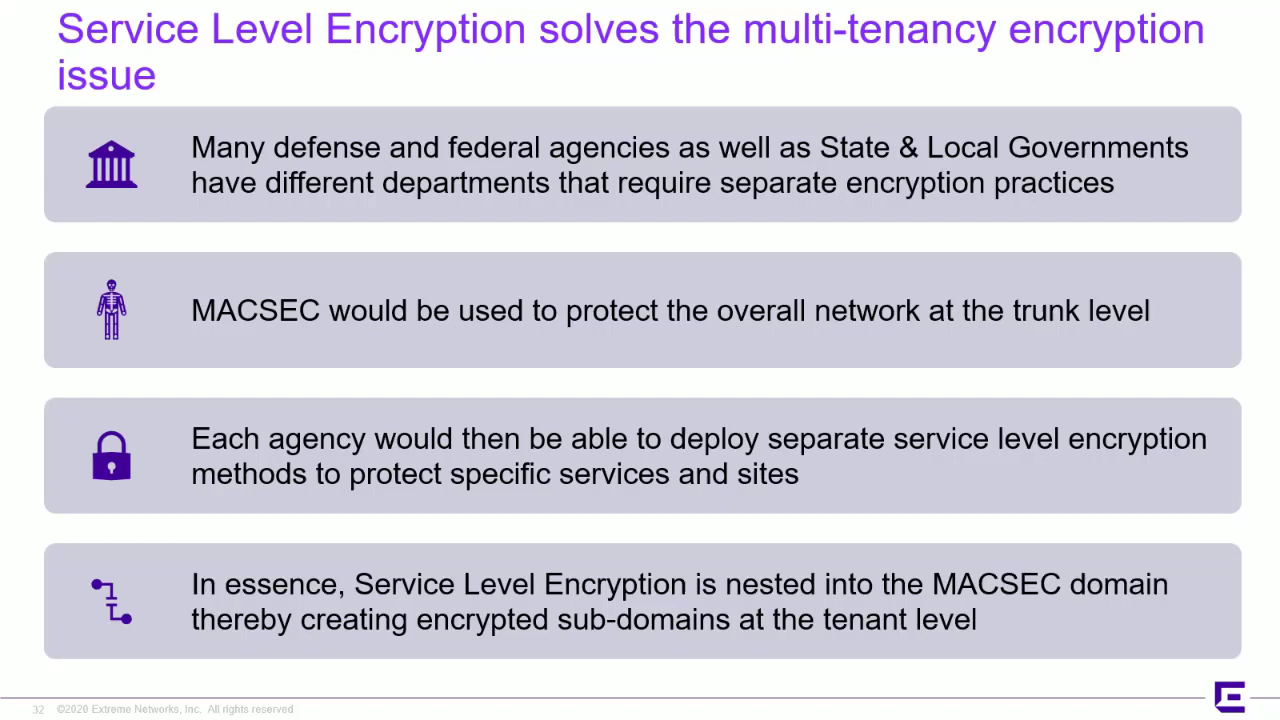 Service Level Encryption solves the multi-tenancy encryption
issue
Many defense and federal agencies as well as State & Local Governments
have different departments that require separate encryption practices
MACSEC would be used to protect the overall network at the trunk level
Each agency would then be able to deploy separate service level encryption
methods to protect specific services and sites
In essence, Service Level Encryption is nested into the MACSEC domain
thereby creating encrypted sub-domains at the tenant level
32 ©2020 Extreme Networks, Inc. All rights reserved